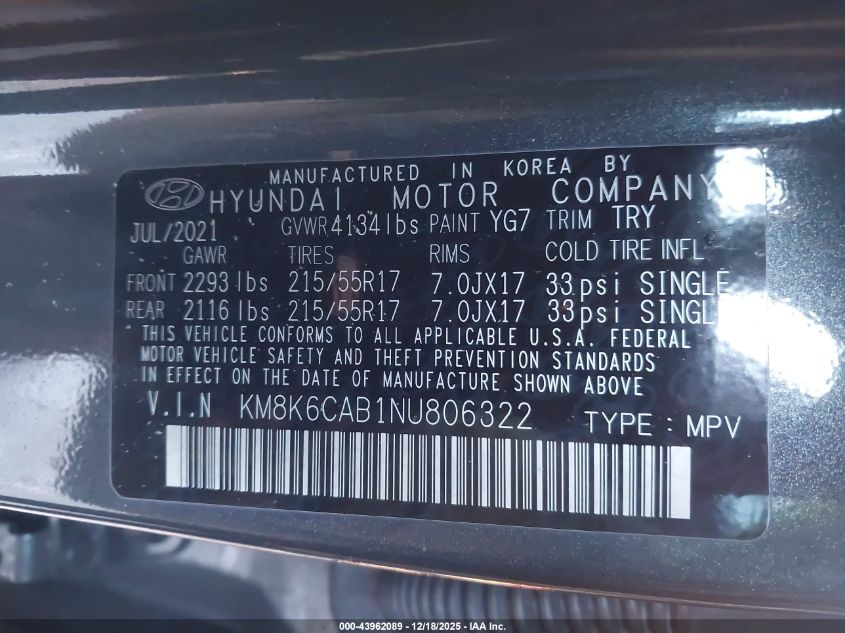 MANUFACTURED IN KOREA BY
HYUNDAI MOTOR COMPANY
JUL/2021 GVWR 4134lbs PAINT YG7 TRIM TRY
GAWR TIRES RIMS COLD TIRE INFL
FRONT 2293 lbs 215/55R17 7.0JX17 33psi SINGLE
REAR 2116 lbs 215/55R17 7.0JX17 33psi SINGLE
THIS VEHICLE CONFORMS TO ALL APPLICABLE U.S.A. FEDERAL
MOTOR VEHICLE SAFETY AND THEFT PREVENTION STANDARDS
IN EFFECT ON THE DATE OF MANUFACTURE SHOWN ABOVE
V.I.N KM8K6CAB1NU806322 TYPE : MPV
000-43962089 - 12/18/2025 - IAA Inc.